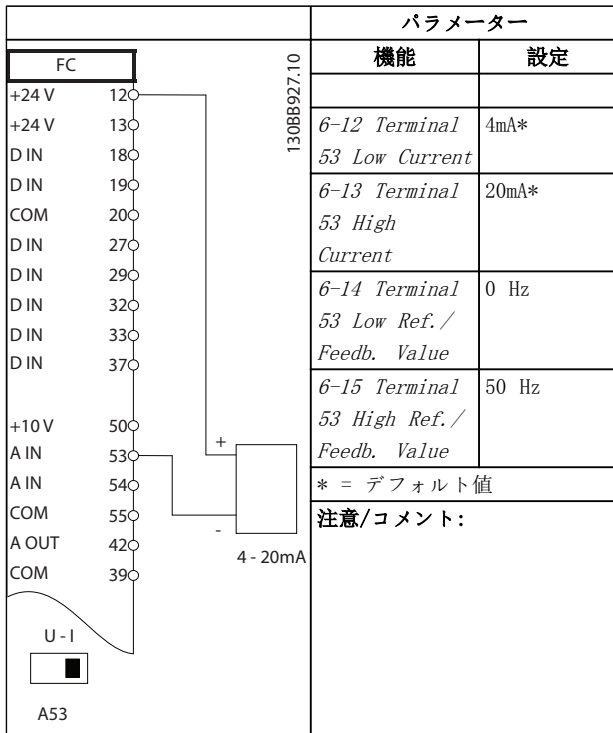 FC
+24 V 12
+24 V 13
D IN 18
D IN 19
COM 20
D IN 27
D IN 29
D IN 32
D IN 33
D IN 37
+10 V 50
A IN 53
A IN 54
COM 55
A OUT 42
COM 39
+
-
4 - 20mA
U - I
A53
130BB927.10
パラメーター
機能 設定
6-12 Terminal 4mA*
53 Low Current
6-13 Terminal 20mA*
53 High
Current
6-14 Terminal 0 Hz
53 Low Ref./
Feedb. Value
6-15 Terminal 50 Hz
53 High Ref./
Feedb. Value
* = デフォルト値
注意/コメント: